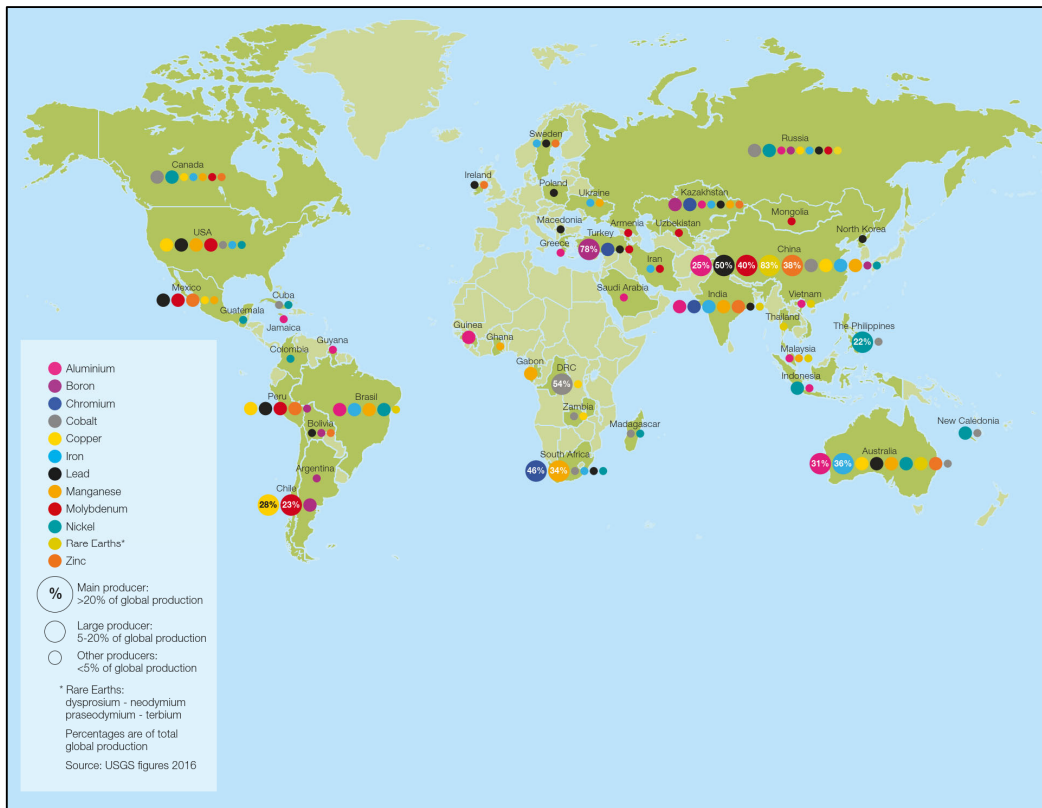 Sweden
Russia
Canada
Ireland
Poland
Ukraine
Kazakhstan
Mongolia
Macedonia
Armenia
Uzbekistan
North Korea
USA
Greece
Turkey
78%
Iran
China
25%
50%
40%
83%
38%
Saudi Arabia
Mexico
Cuba
Guatemala
Jamaica
India
Vietnam
Thailand
The Philippines
22%
Guinea
Ghana
Guyana
Colombia
Gabon
DRC
54%
Malaysia
Indonesia
Peru
Brasil
Zambia
Madagascar
New Caledonia
Bolivia
South Africa
46%
34%
Australia
31%
36%
Argentina
Chile
28%
23%
Aluminium
Boron
Chromium
Cobalt
Copper
Iron
Lead
Manganese
Molybdenum
Nickel
Rare Earths*
Zinc
%
Main producer:
>20% of global production
Large producer:
5-20% of global production
Other producers:
<5% of global production
* Rare Earths:
dysprosium - neodymium
praseodymium - terbium
Percentages are of total
global production
Source: USGS figures 2016